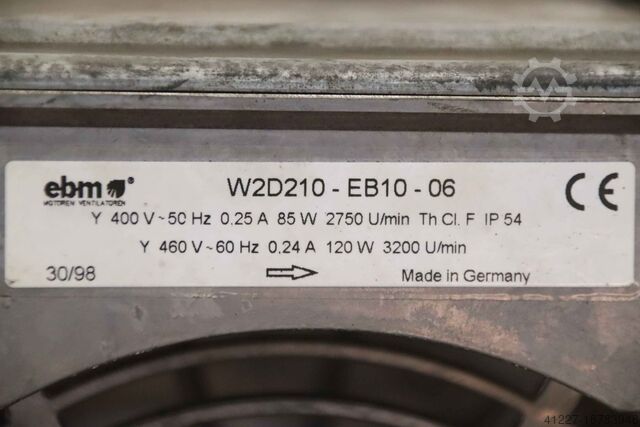 ebm
MOTOREN VENTILATOREN
W2D210 - EB10 - 06
CE
Y 400 V ~ 50 Hz 0.25 A 85 W 2750 U/min Th Cl. F IP 54
Y 460 V ~ 60 Hz 0.24 A 120 W 3200 U/min
30/98
Made in Germany